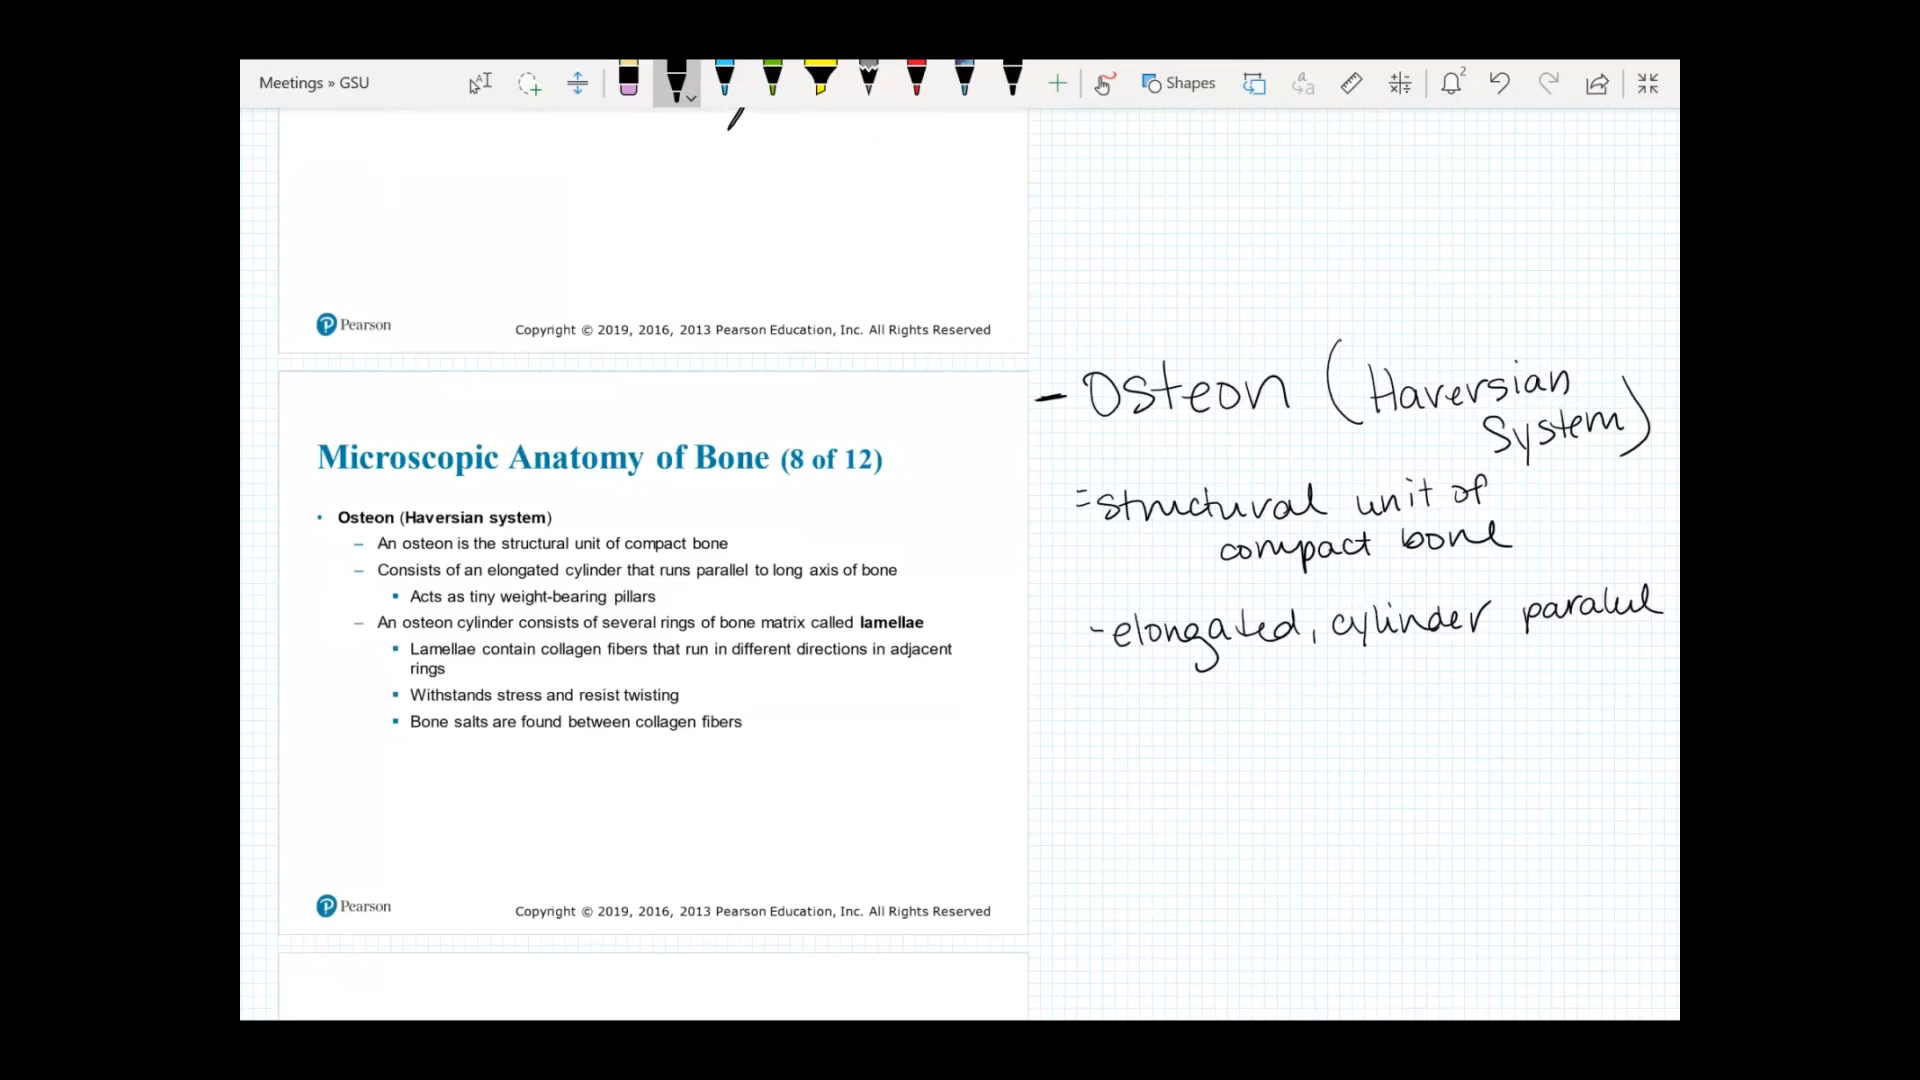 Meetings » GSU
Shapes
2
Pearson
Copyright © 2019, 2016, 2013 Pearson Education, Inc. All Rights Reserved
Microscopic Anatomy of Bone (8 of 12)
• Osteon (Haversian system)
– An osteon is the structural unit of compact bone
– Consists of an elongated cylinder that runs parallel to long axis of bone
▪ Acts as tiny weight-bearing pillars
– An osteon cylinder consists of several rings of bone matrix called lamellae
▪ Lamellae contain collagen fibers that run in different directions in adjacent
rings
▪ Withstands stress and resist twisting
▪ Bone salts are found between collagen fibers
Pearson
Copyright © 2019, 2016, 2013 Pearson Education, Inc. All Rights Reserved
- Osteon (Haversian
System)
= structural unit of
compact bone
- elongated, cylinder paralul